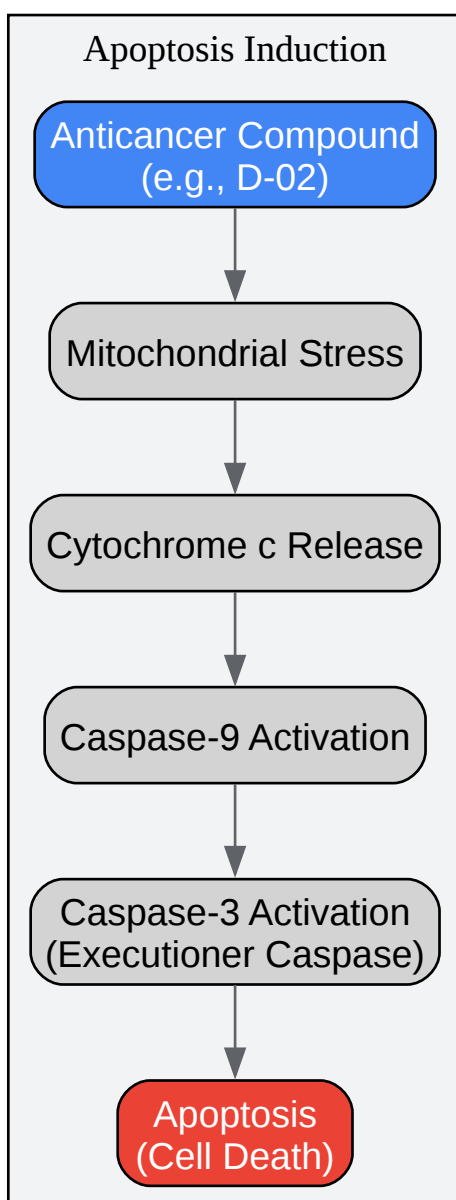 Apoptosis Induction
Anticancer Compound
(e.g., D-02)
Mitochondrial Stress
Cytochrome c Release
Caspase-9 Activation
Caspase-3 Activation
(Executioner Caspase)
Apoptosis
(Cell Death)